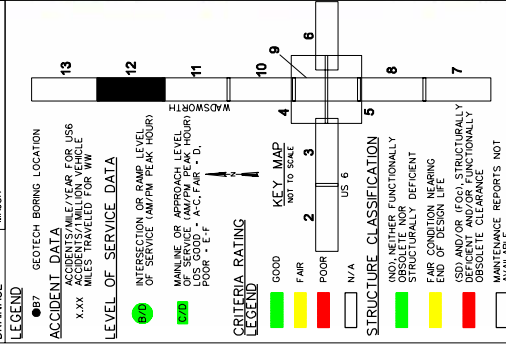 LEGEND
B7 GEOTECH BORING LOCATION
ACCIDENT DATA
X.XX ACCIDENTS/MILE/YEAR FOR US6
ACCIDENTS/1 MILLION VEHICLE
MILES TRAVELED FOR WW
LEVEL OF SERVICE DATA
B/D INTERSECTION OR RAMP LEVEL
OF SERVICE (AM/PM PEAK HOUR)
C/D MAINLINE OR APPROACH LEVEL
OF SERVICE (AM/PM PEAK HOUR)
LOS GOOD - A-C, FAIR - D,
POOR - E-F
CRITERIA RATING
LEGEND
GOOD
FAIR
POOR
N/A
KEY MAP
NOT TO SCALE
13
12
11
10
9
8
7
6
5
4
3
2
WADSWORTH
US 6
N
STRUCTURE CLASSIFICATION
(ND), NEITHER FUNCTIONALLY
OBSOLETE NOR
STRUCTURALLY DEFICIENT
FAIR CONDITION NEARING
END OF DESIGN LIFE
(SD) AND/OR (FOc), STRUCTURALLY
DEFICIENT AND/OR FUNCTIONALLY
OBSOLETE CLEARANCE
MAINTENANCE REPORTS NOT